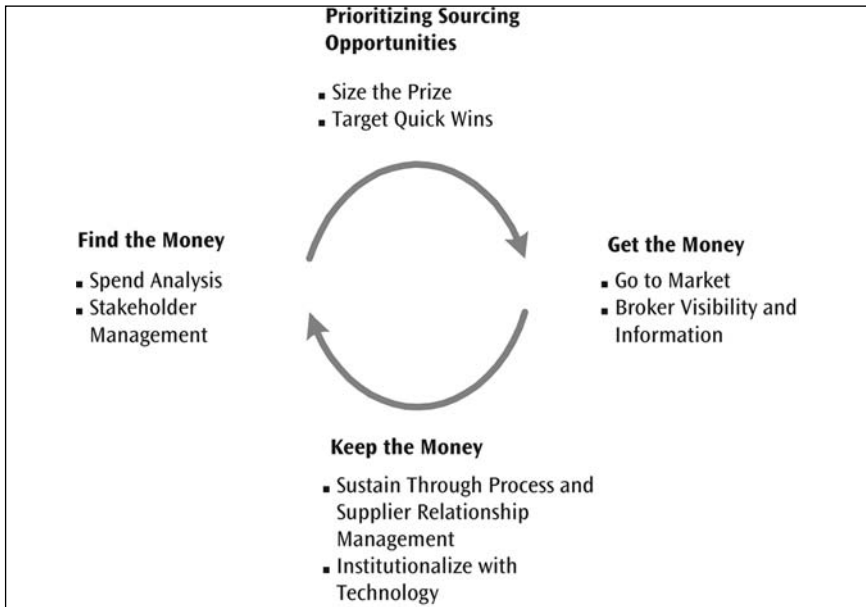 Prioritizing Sourcing
Opportunities
▪ Size the Prize
▪ Target Quick Wins
Find the Money
▪ Spend Analysis
▪ Stakeholder
Management
Get the Money
▪ Go to Market
▪ Broker Visibility and
Information
Keep the Money
▪ Sustain Through Process and
Supplier Relationship
Management
▪ Institutionalize with
Technology